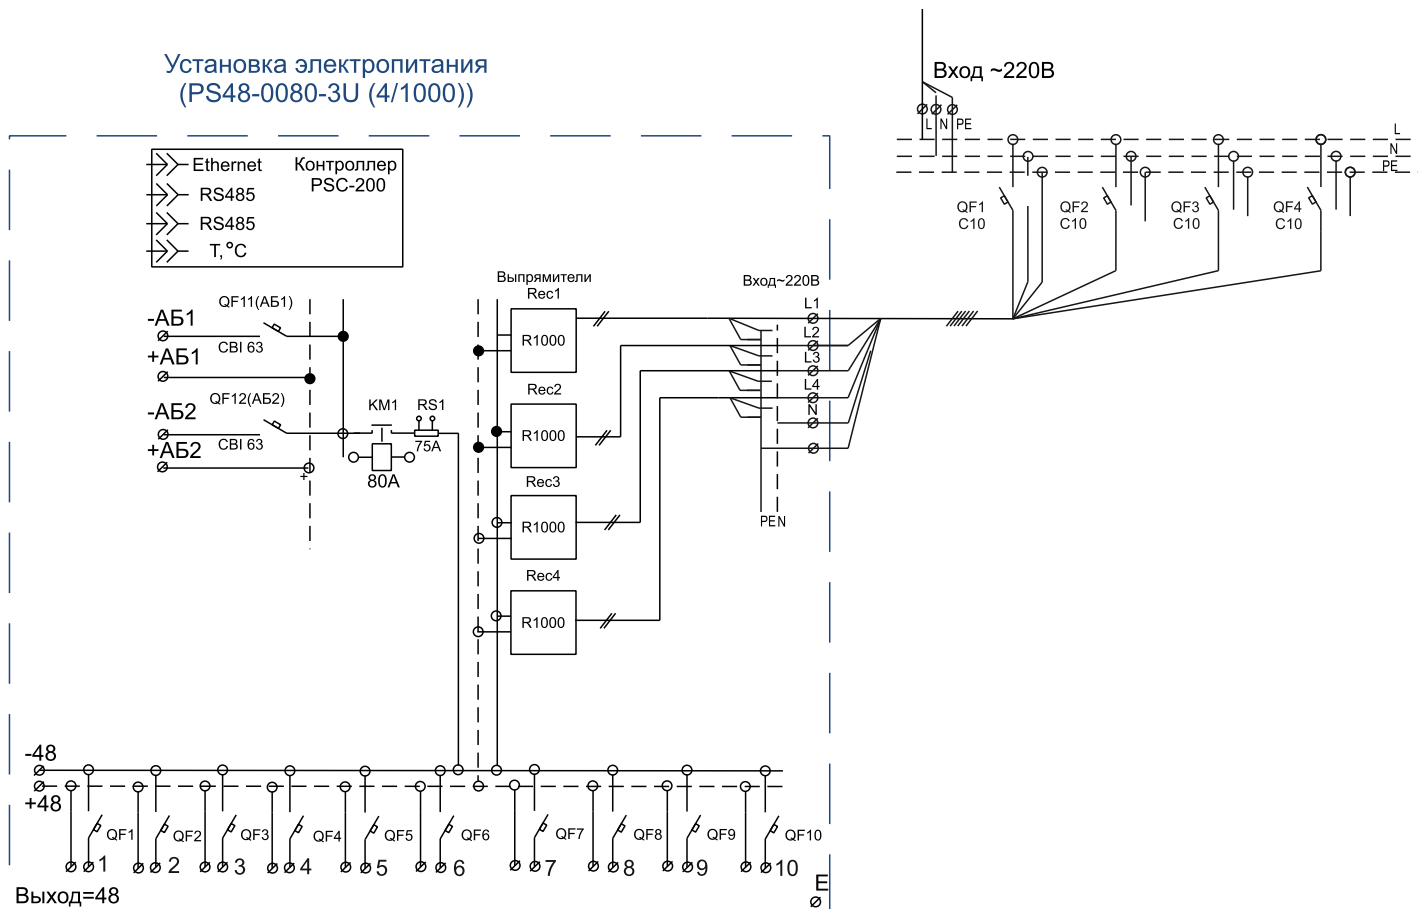 Установка электропитания
(PS48-0080-3U (4/1000))
Вход ~220В
L
N
PE
L
N
PE
QF1
C10
QF2
C10
QF3
C10
QF4
C10
Ethernet
RS485
RS485
T,°C
Контроллер
PSC-200
Выпрямители
Rec1
R1000
Rec2
R1000
Rec3
R1000
Rec4
R1000
Вход~220В
L1
L2
L3
L4
N
PE
N
QF11(АБ1)
-АБ1
CBI 63
+АБ1
QF12(АБ2)
-АБ2
CBI 63
+АБ2
+
KM1
80A
RS1
75A
-48
+48
QF1
QF2
QF3
QF4
QF5
QF6
QF7
QF8
QF9
QF10
1
2
3
4
5
6
7
8
9
10
Выход=48
E